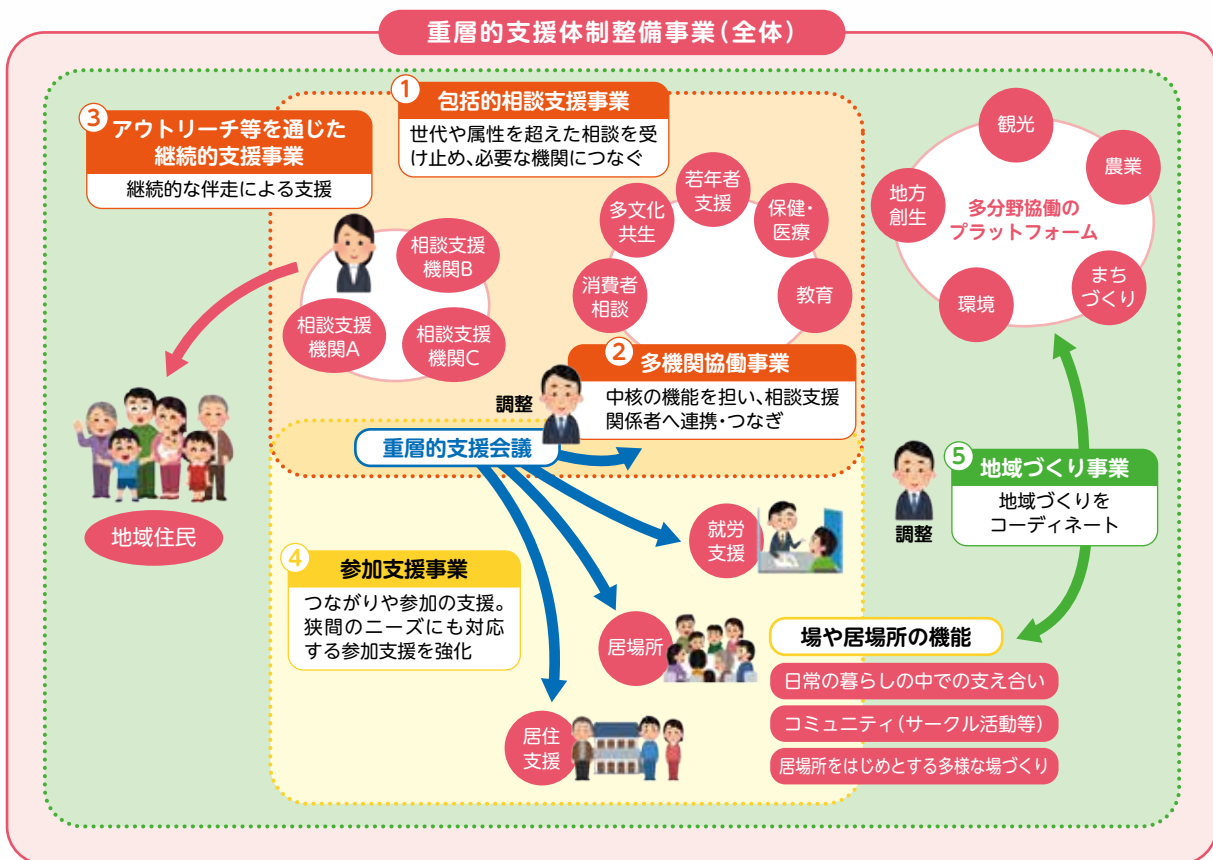 重層的支援体制整備事業(全体)
①
包括的相談支援事業
世代や属性を超えた相談を受
け止め、必要な機関につなぐ
③
アウトリーチ等を通じた
継続的支援事業
継続的な伴走による支援
相談支援
機関B
相談支援
機関A
相談支援
機関C
若年者
支援
多文化
共生
保健・
医療
消費者
相談
教育
観光
農業
地方
創生
多分野協働の
プラットフォーム
環境
まち
づくり
②
多機関協働事業
中核の機能を担い、相談支援
関係者へ連携・つなぎ
調整
重層的支援会議
地域住民
④
参加支援事業
つながりや参加の支援。
狭間のニーズにも対応
する参加支援を強化
就労
支援
居場所
居住
支援
⑤
地域づくり事業
地域づくりを
コーディネート
調整
場や居場所の機能
日常の暮らしの中での支え合い
コミュニティ(サークル活動等)
居場所をはじめとする多様な場づくり